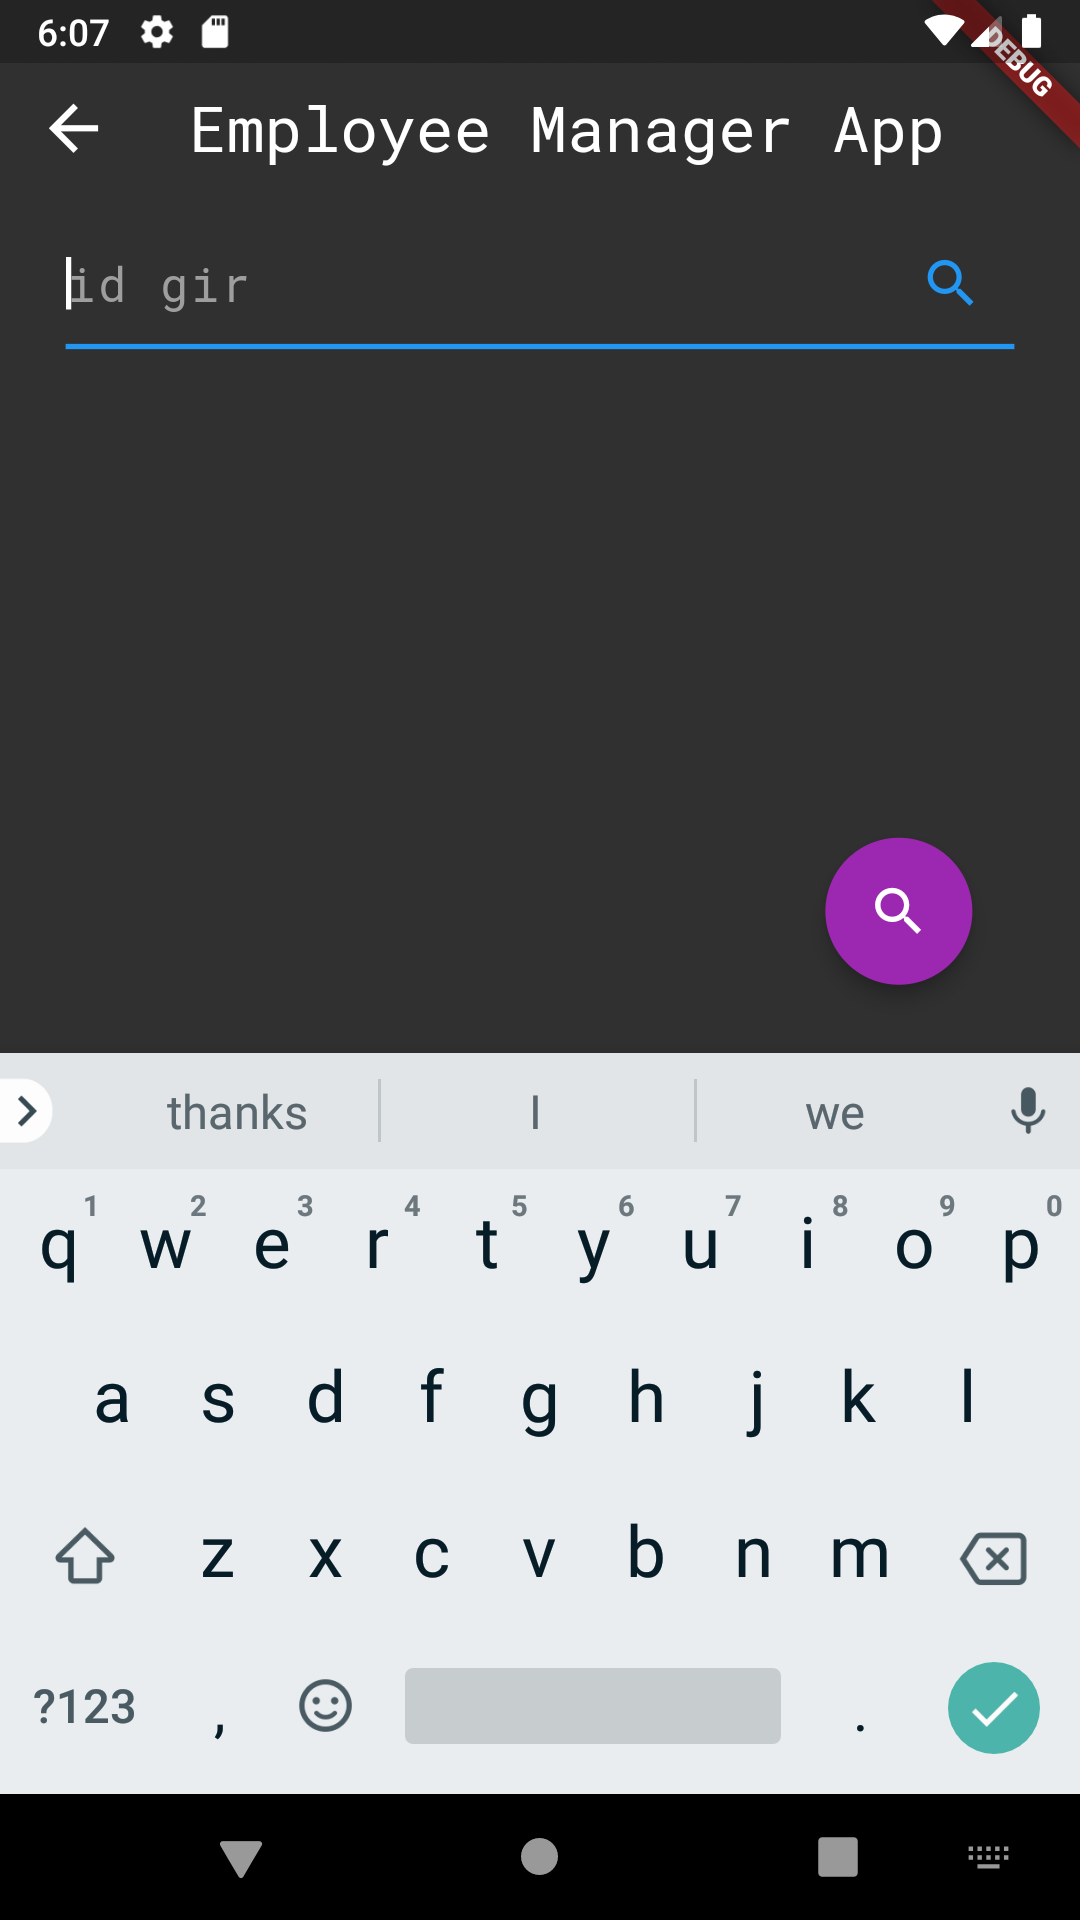 6:07
DEBUG
Employee Manager App
id gir
thanks I we
1 2 3 4 5 6 7 8 9 0
q w e r t y u i o p
a s d f g h j k l
z x c v b n m
?123 , .